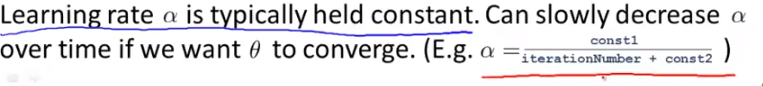 Learning rate α is typically held constant. Can slowly decrease α
over time if we want θ to converge. (E.g. α = const1 / iterationNumber + const2 )